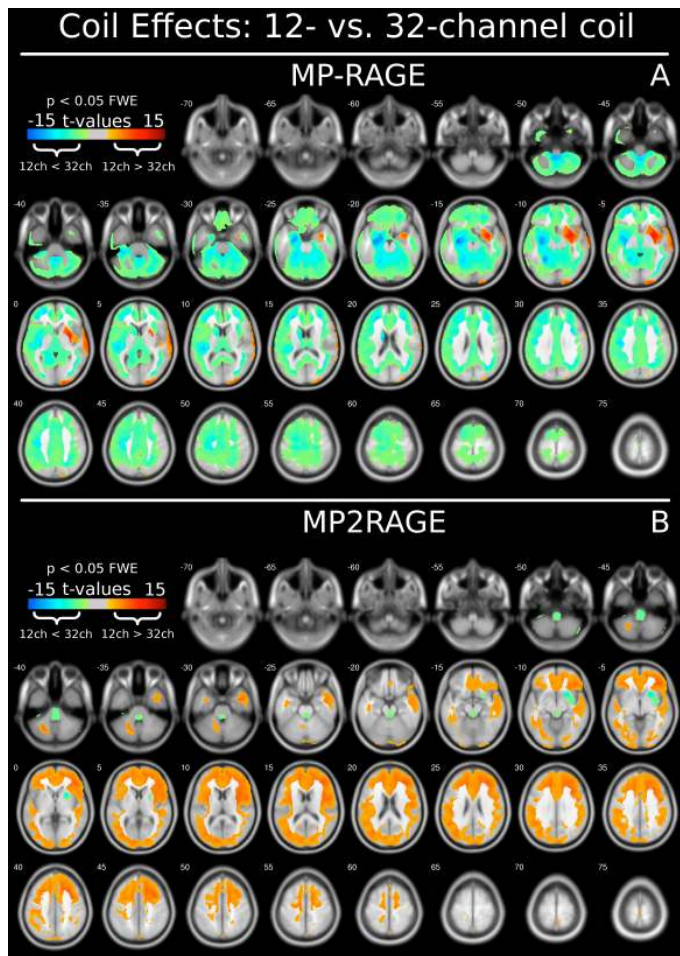 Coil Effects: 12- vs. 32-channel coil
MP-RAGE A
p < 0.05 FWE
-15 t-values 15
12ch < 32ch 12ch > 32ch
-70 -65 -60 -55 -50 -45
-40 -35 -30 -25 -20 -15 -10 -5
0 5 10 15 20 25 30 35
40 45 50 55 60 65 70 75
MP2RAGE B
p < 0.05 FWE
-15 t-values 15
12ch < 32ch 12ch > 32ch
-70 -65 -60 -55 -50 -45
-40 -35 -30 -25 -20 -15 -10 -5
0 5 10 15 20 25 30 35
40 45 50 55 60 65 70 75